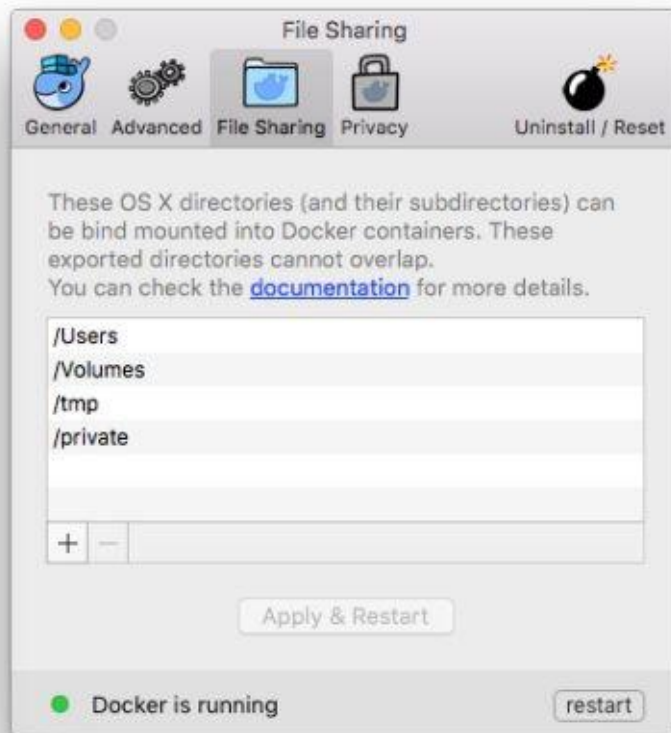 File Sharing
General Advanced File Sharing Privacy Uninstall / Reset
These OS X directories (and their subdirectories) can
be bind mounted into Docker containers. These
exported directories cannot overlap.
You can check the documentation for more details.
/Users
/Volumes
/tmp
/private
Apply & Restart
Docker is running restart